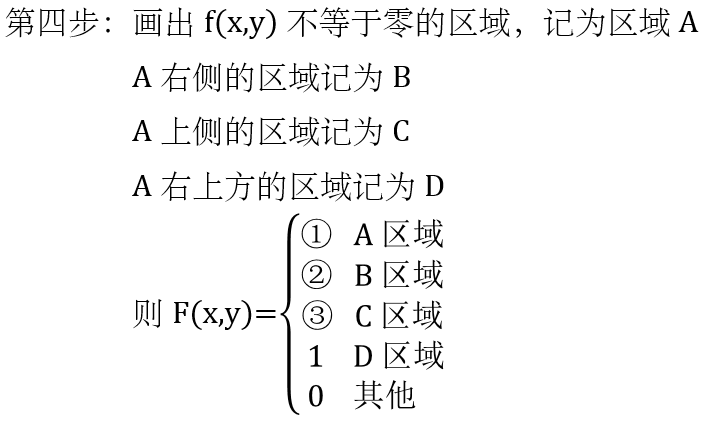 第四步：画出 f(x,y) 不等于零的区域，记为区域 A
A 右侧的区域记为 B
A 上侧的区域记为 C
A 右上方的区域记为 D
① A 区域
② B 区域
则 F(x,y)= ③ C 区域
1 D 区域
0 其他